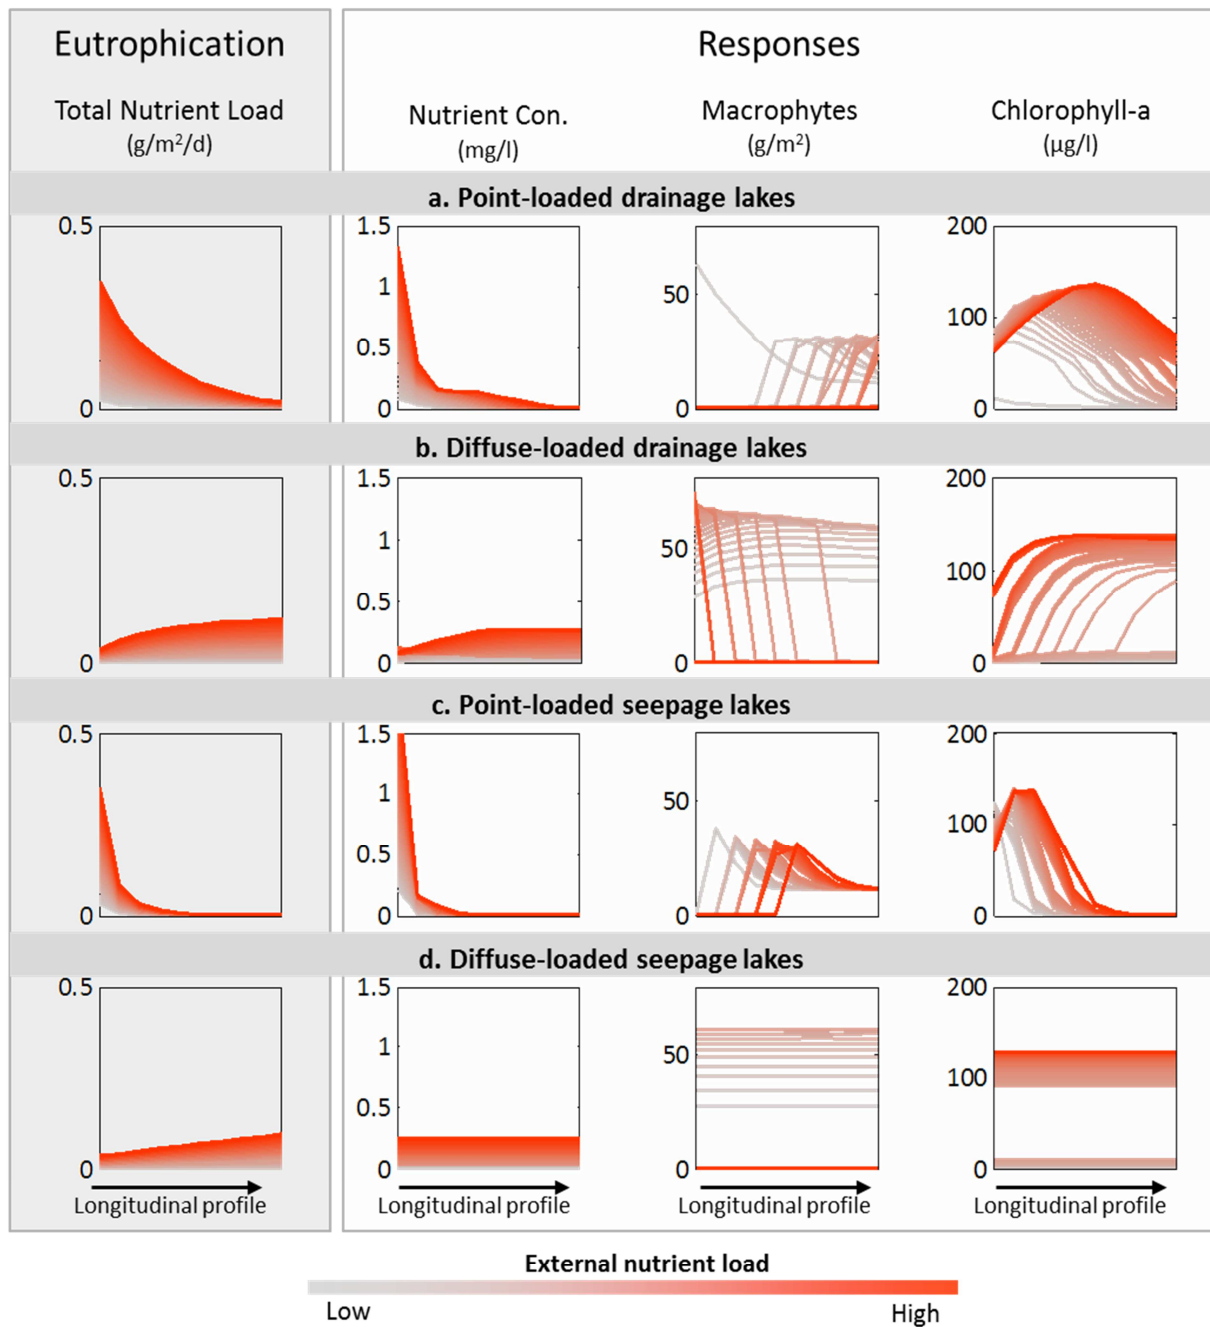 Eutrophication
Responses
Total Nutrient Load
(g/m²/d)
Nutrient Con.
(mg/l)
Macrophytes
(g/m²)
Chlorophyll-a
(µg/l)
a. Point-loaded drainage lakes
0.5
0
1.5
1
0.5
0
50
0
200
100
0
b. Diffuse-loaded drainage lakes
0.5
0
1.5
1
0.5
0
50
0
200
100
0
c. Point-loaded seepage lakes
0.5
0
1.5
1
0.5
0
50
0
200
100
0
d. Diffuse-loaded seepage lakes
0.5
0
1.5
1
0.5
0
50
0
200
100
0
Longitudinal profile
Longitudinal profile
Longitudinal profile
Longitudinal profile
External nutrient load
Low
High